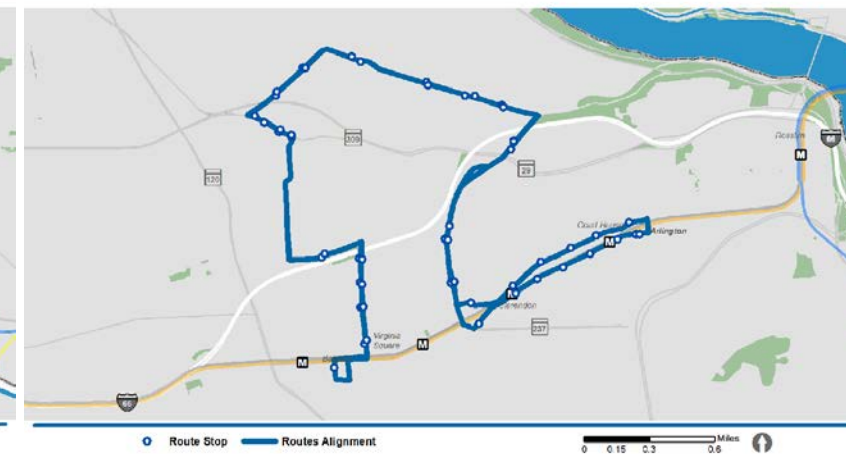 66
Rosslyn
M
309
120
29
Court House
Arlington
M
M
Clarendon
237
Virginia
Square
M
M
66
Route Stop
Routes Alignment
Miles
0 0.15 0.3 0.6